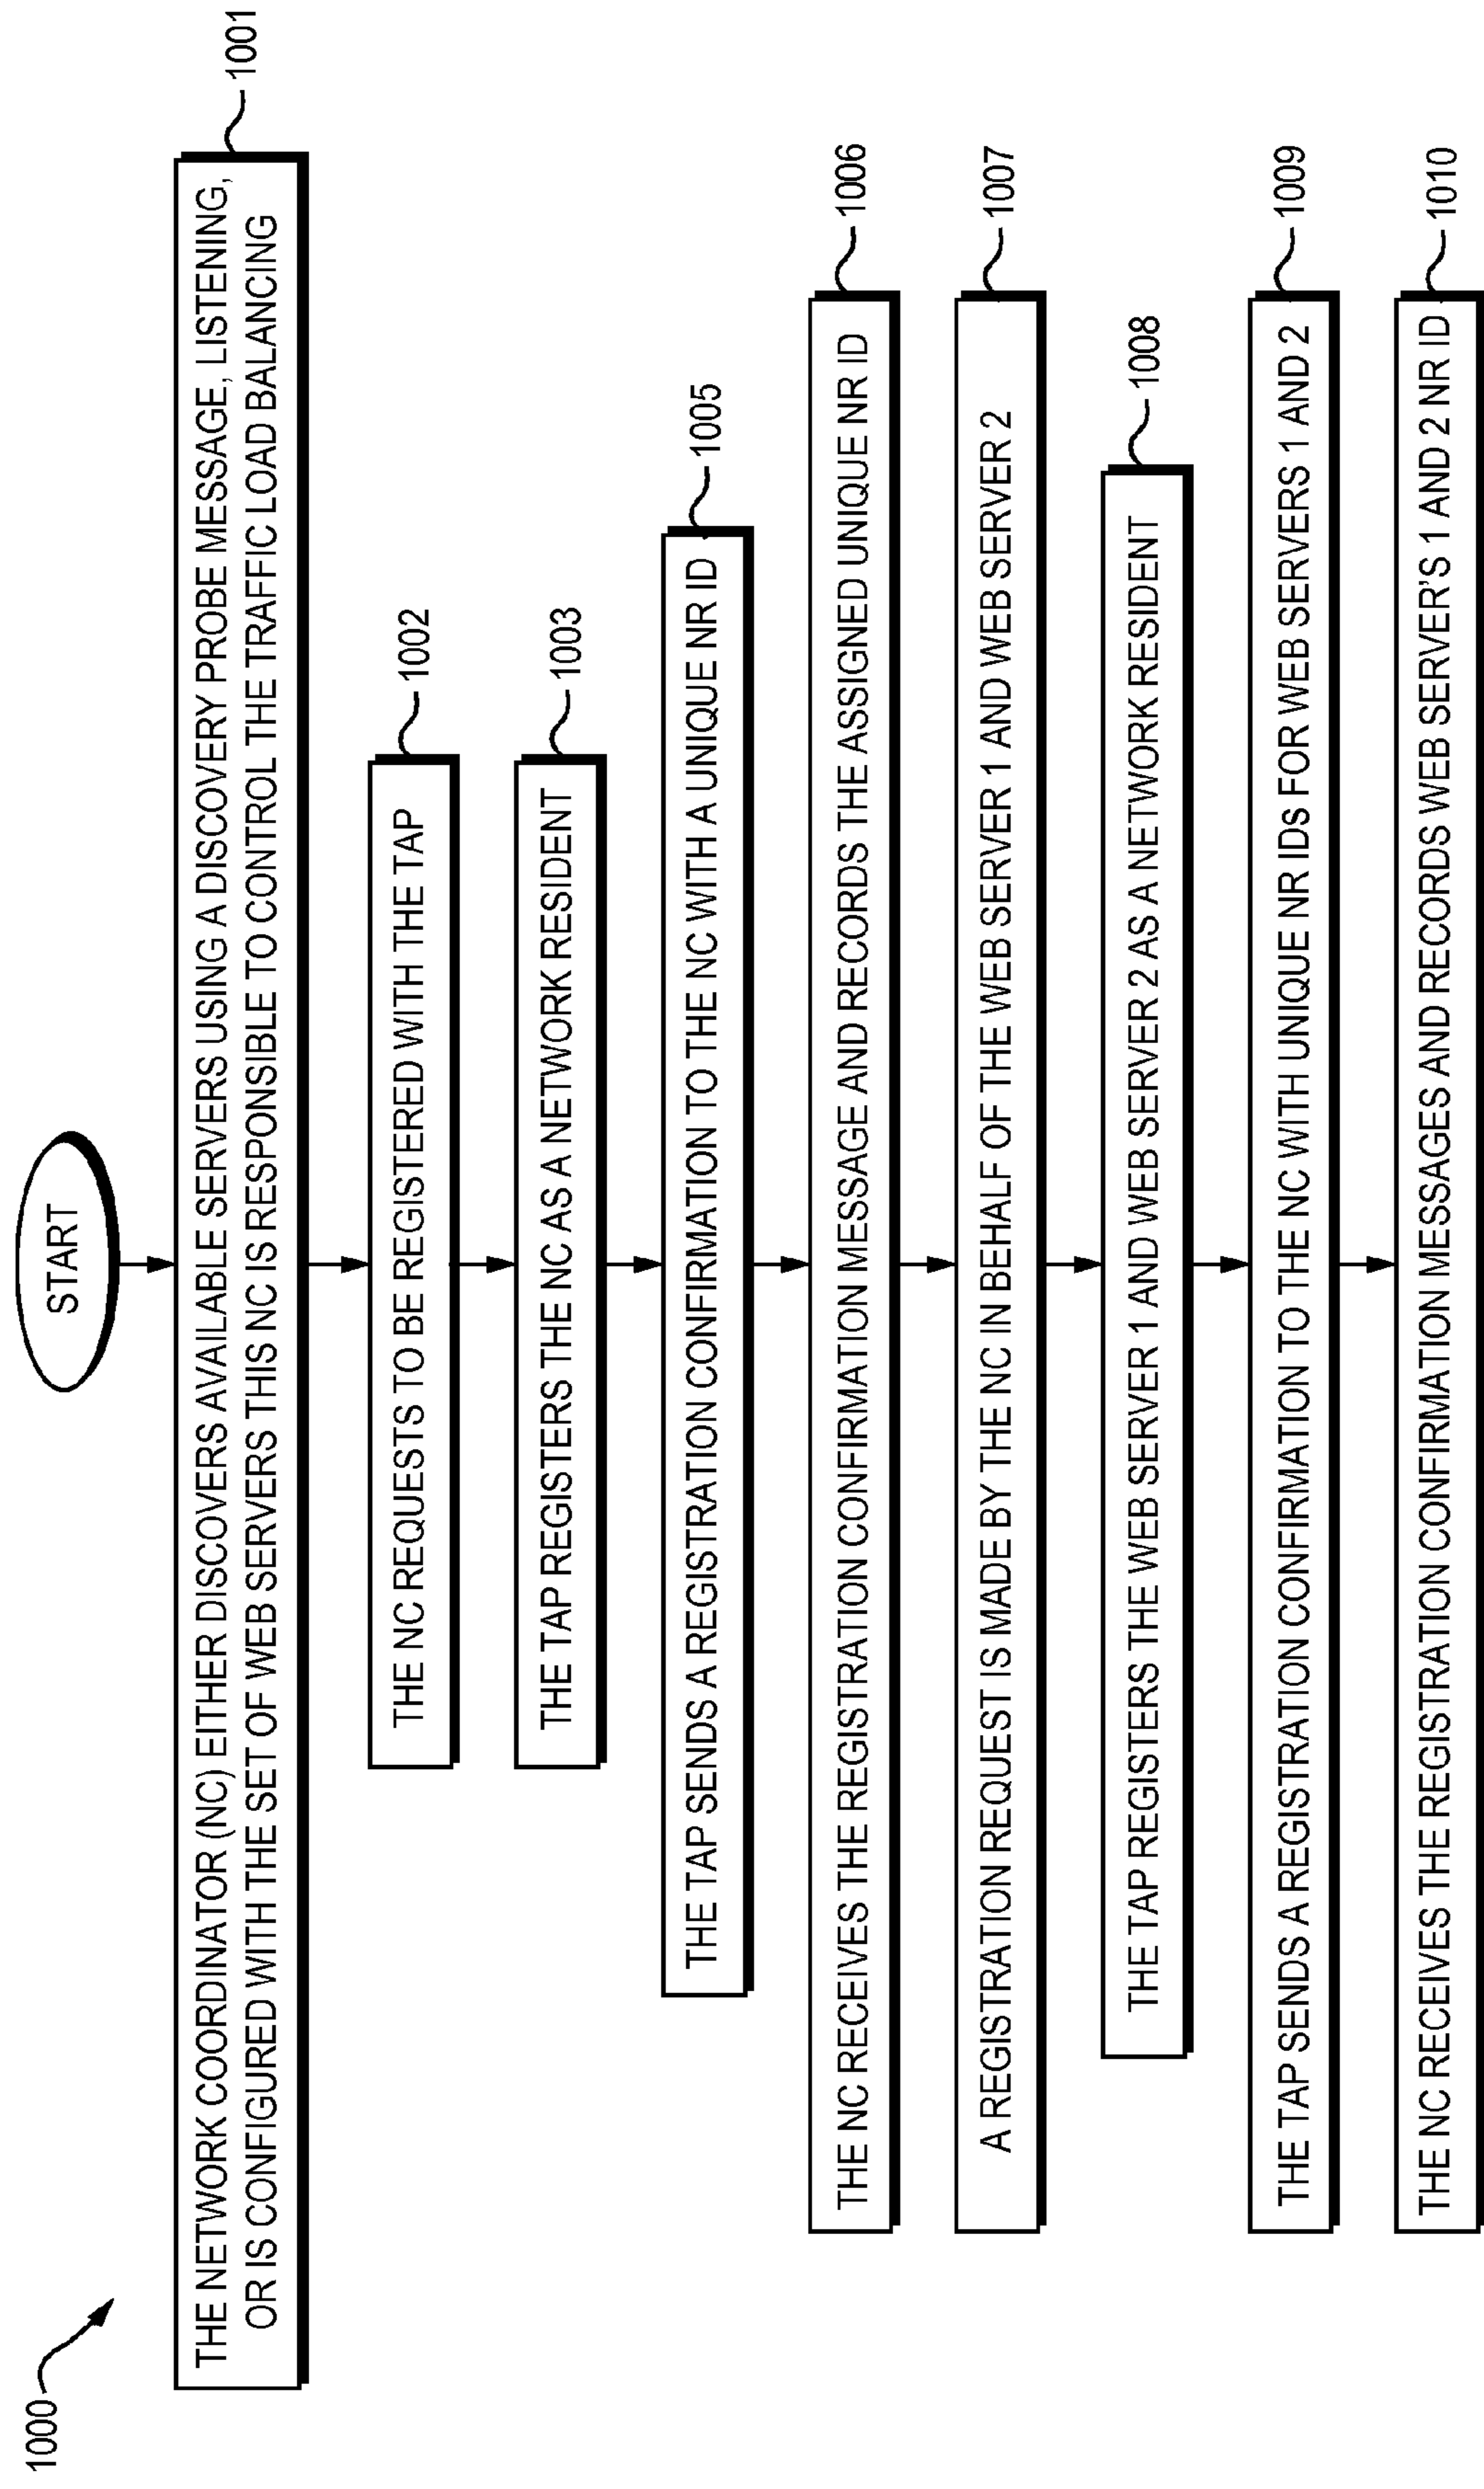 1000
START
THE NETWORK COORDINATOR (NC) EITHER DISCOVERS AVAILABLE SERVERS USING A DISCOVERY PROBE MESSAGE, LISTENING,
OR IS CONFIGURED WITH THE SET OF WEB SERVERS THIS NC IS RESPONSIBLE TO CONTROL THE TRAFFIC LOAD BALANCING
1001
THE NC REQUESTS TO BE REGISTERED WITH THE TAP
1002
THE TAP REGISTERS THE NC AS A NETWORK RESIDENT
1003
THE TAP SENDS A REGISTRATION CONFIRMATION TO THE NC WITH A UNIQUE NR ID
1005
THE NC RECEIVES THE REGISTRATION CONFIRMATION MESSAGE AND RECORDS THE ASSIGNED UNIQUE NR ID
1006
A REGISTRATION REQUEST IS MADE BY THE NC IN BEHALF OF THE WEB SERVER 1 AND WEB SERVER 2
1007
THE TAP REGISTERS THE WEB SERVER 1 AND WEB SERVER 2 AS A NETWORK RESIDENT
1008
THE TAP SENDS A REGISTRATION CONFIRMATION TO THE NC WITH UNIQUE NR IDs FOR WEB SERVERS 1 AND 2
1009
THE NC RECEIVES THE REGISTRATION CONFIRMATION MESSAGES AND RECORDS WEB SERVER'S 1 AND 2 NR ID
1010